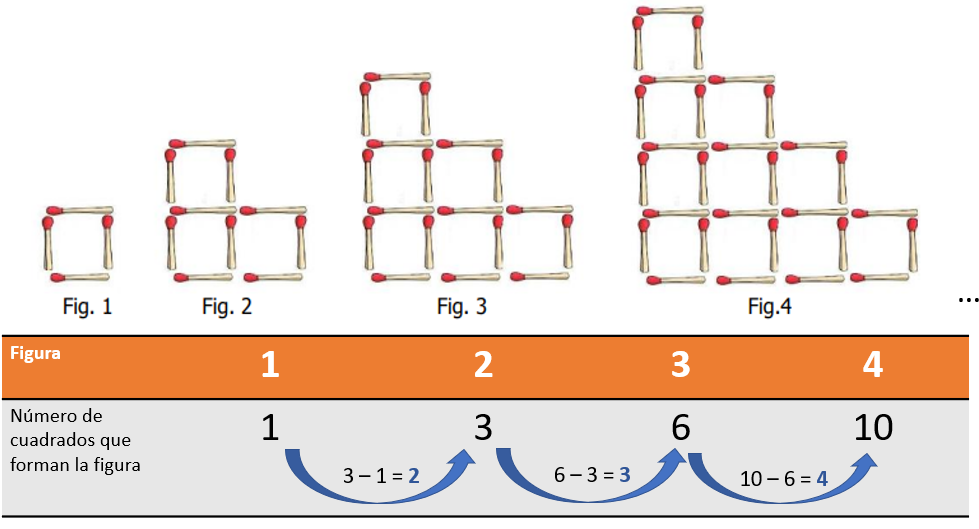 Fig. 1
Fig. 2
Fig. 3
Fig.4
...
Figura 1 2 3 4
Número de
cuadrados que
forman la figura
1 3 6 10
3 – 1 = 2
6 – 3 = 3
10 – 6 = 4